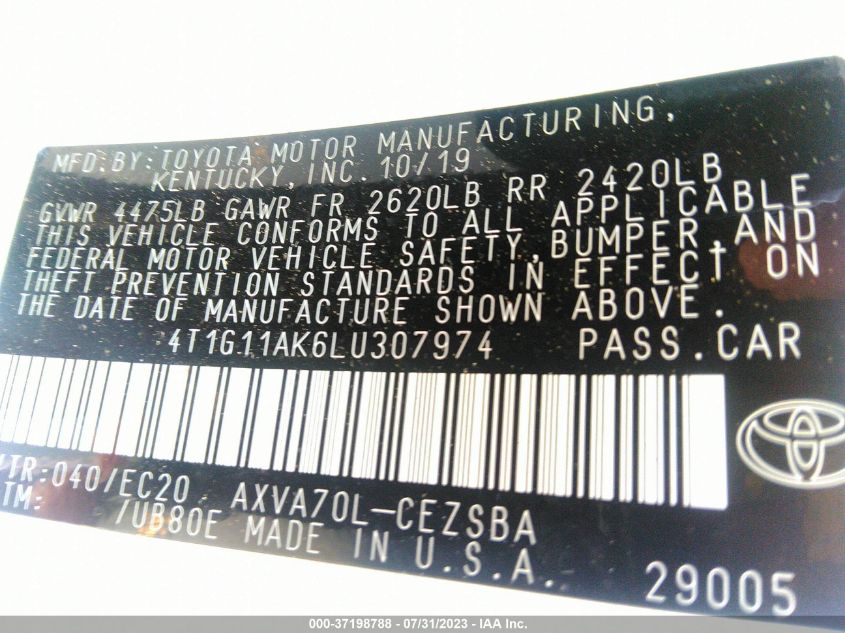 MFD.BY:TOYOTA MOTOR MANUFACTURING,
KENTUCKY, INC. 10/19
GVWR 4475LB GAWR FR 2620LB RR 2420LB
THIS VEHICLE CONFORMS TO ALL APPLICABLE
FEDERAL MOTOR VEHICLE SAFETY, BUMPER, AND
THEFT PREVENTION STANDARDS IN EFFECT ON
THE DATE OF MANUFACTURE SHOWN ABOVE.
4T1G11AK6LU307974 PASS.CAR
/TR:040/EC20 AXVA70L-CEZSBA
TM: /UB80E MADE IN U.S.A.
29005
000-37198788 - 07/31/2023 - IAA Inc.